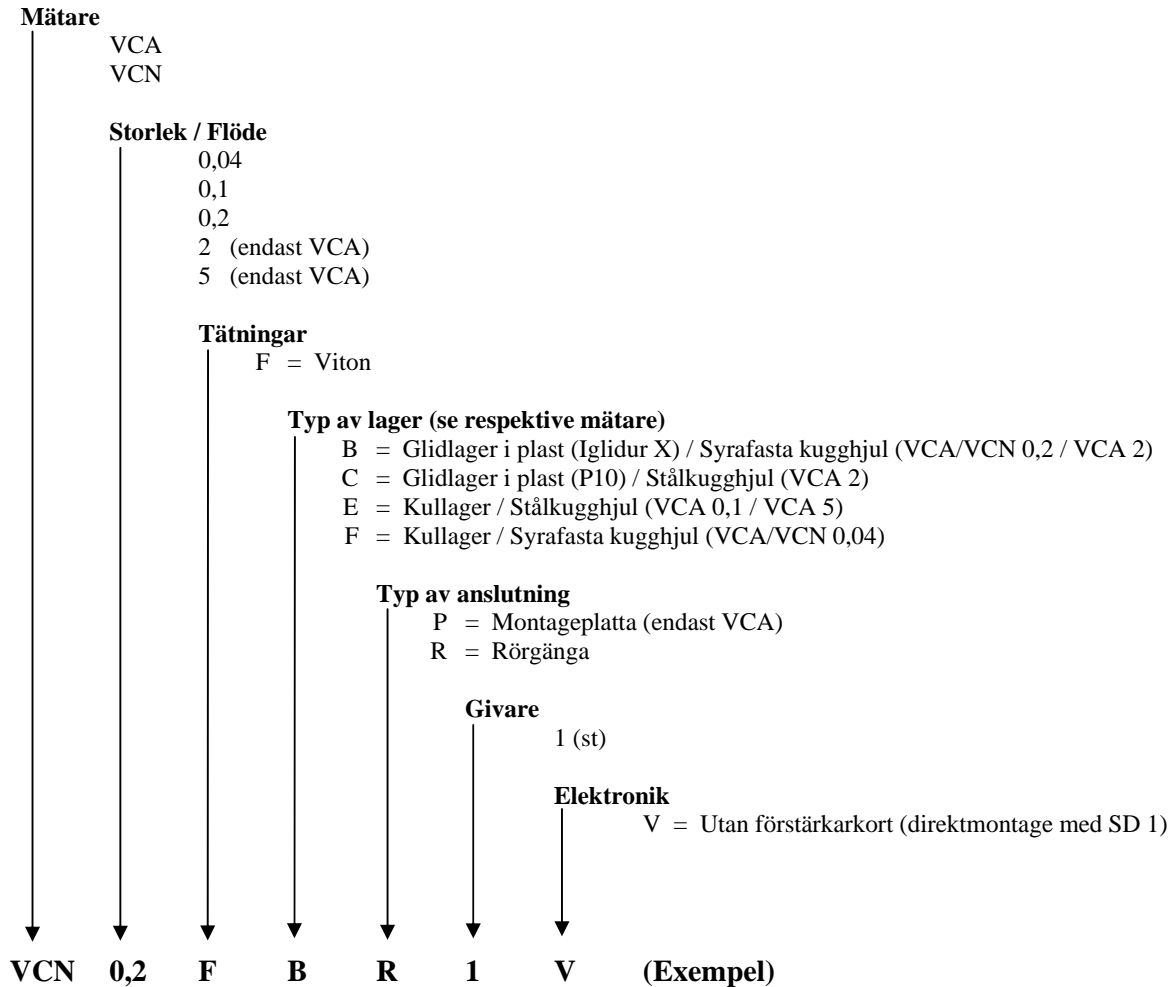 Mätare
VCA
VCN
Storlek / Flöde
0,04
0,1
0,2
2 (endast VCA)
5 (endast VCA)
Tätningar
F = Viton
Typ av lager (se respektive mätare)
B = Glidlager i plast (Iglidur X) / Syrafasta kugghjul (VCA/VCN 0,2 / VCA 2)
C = Glidlager i plast (P10) / Stålkugghjul (VCA 2)
E = Kullager / Stålkugghjul (VCA 0,1 / VCA 5)
F = Kullager / Syrafasta kugghjul (VCA/VCN 0,04)
Typ av anslutning
P = Montageplatta (endast VCA)
R = Rörgänga
Givare
1 (st)
Elektronik
V = Utan förstärkarkort (direktmontage med SD 1)
VCN 0,2 F B R 1 V (Exempel)